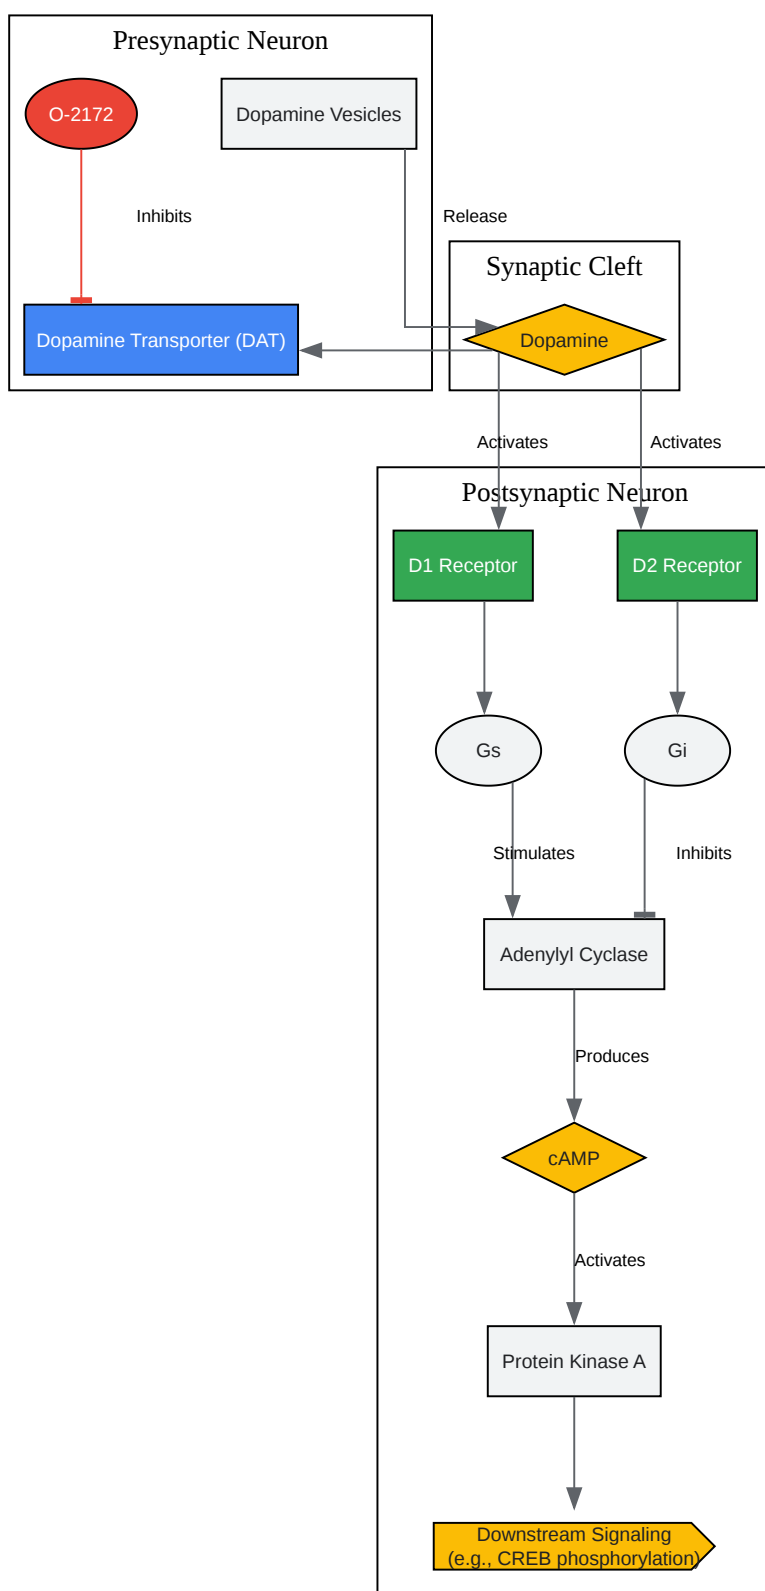 Presynaptic Neuron
O-2172
Dopamine Vesicles
Inhibits
Release
Synaptic Cleft
Dopamine Transporter (DAT)
Dopamine
Activates
Activates
Postsynaptic Neuron
D1 Receptor
D2 Receptor
Gs
Gi
Stimulates
Inhibits
Adenylyl Cyclase
Produces
cAMP
Activates
Protein Kinase A
Downstream Signaling
(e.g., CREB phosphorylation)